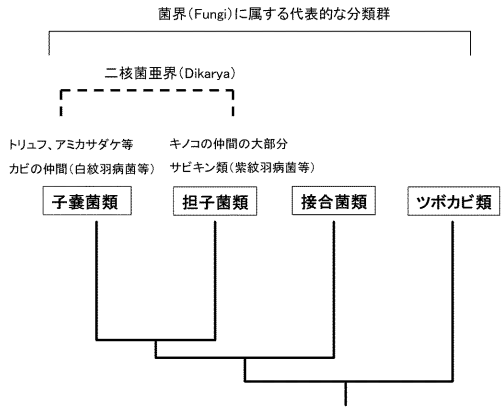 菌界(Fungi)に属する代表的な分類群
二核菌亜界(Dikarya)
トリュフ、アミカサダケ等
カビの仲間(白紋羽病菌等)
キノコの仲間の大部分
サビキン類(紫紋羽病菌等)
子嚢菌類
担子菌類
接合菌類
ツボカビ類